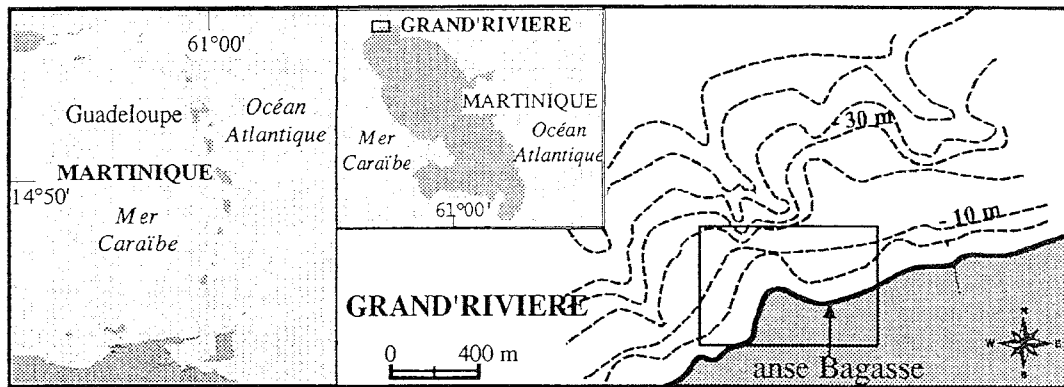 61°00'
Guadeloupe
Océan
Atlantique
MARTINIQUE
14°50'
Mer
Caraïbe
GRAND'RIVIERE
MARTINIQUE
Mer
Caraïbe
Océan
Atlantique
61°00'
- 30 m
- 10 m
GRAND'RIVIERE
0 400 m
anse Bagasse
N
W E
S